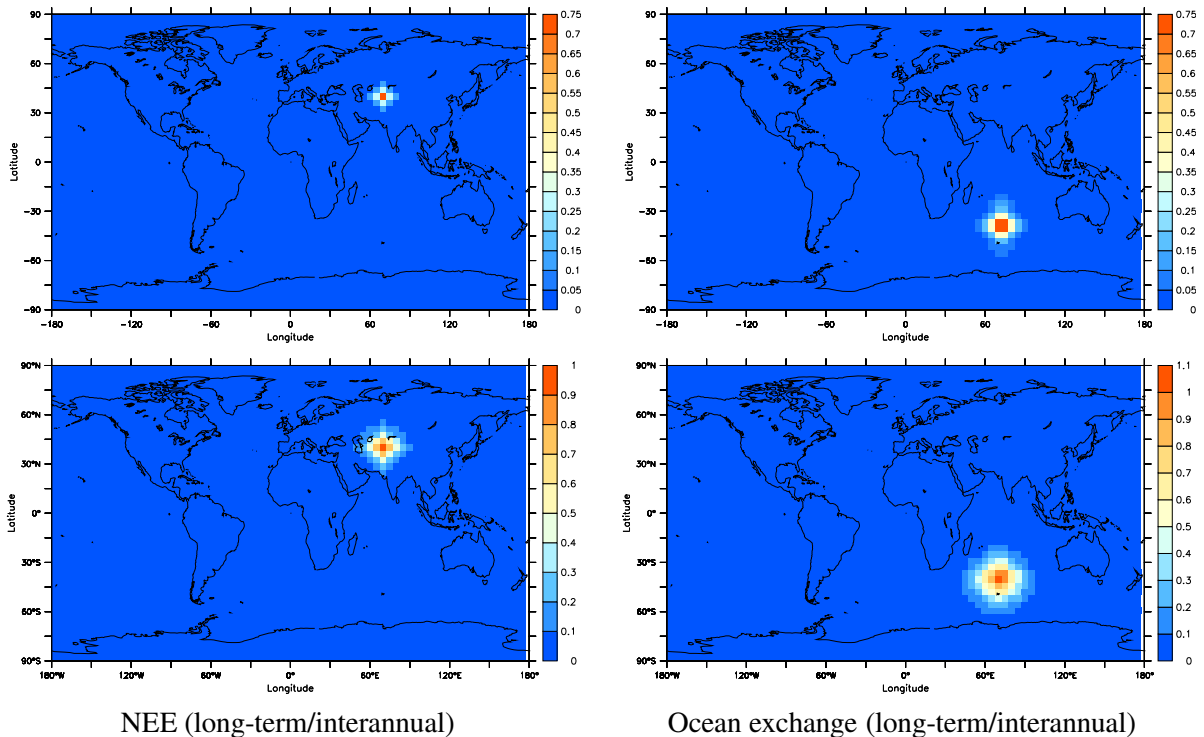 90
60
30
0
−30
−60
−90
Latitude
−180
−120
−60
0
60
120
180
Longitude
0.75
0.7
0.65
0.6
0.55
0.5
0.45
0.4
0.35
0.3
0.25
0.2
0.15
0.1
0.05
0
90
60
30
0
−30
−60
−90
Latitude
−180
−120
−60
0
60
120
180
Longitude
0.75
0.7
0.65
0.6
0.55
0.5
0.45
0.4
0.35
0.3
0.25
0.2
0.15
0.1
0.05
0
90°N
60°N
30°N
0°
30°S
60°S
90°S
Latitude
180°W
120°W
60°W
0°
60°E
120°E
180°
Longitude
1
0.9
0.8
0.7
0.6
0.5
0.4
0.3
0.2
0.1
0
90°N
60°N
30°N
0°
30°S
60°S
90°S
Latitude
180°W
120°W
60°W
0°
60°E
120°E
180°
Longitude
1.1
1
0.9
0.8
0.7
0.6
0.5
0.4
0.3
0.2
0.1
0
NEE (long-term/interannual)
Ocean exchange (long-term/interannual)